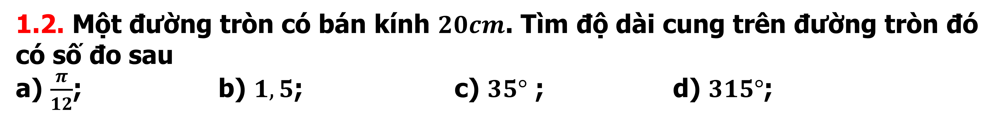 1.2. Một đường tròn có bán kính 20cm. Tìm độ dài cung trên đường tròn đó
có số đo sau
a) π/12; b) 1,5; c) 35° ; d) 315°;